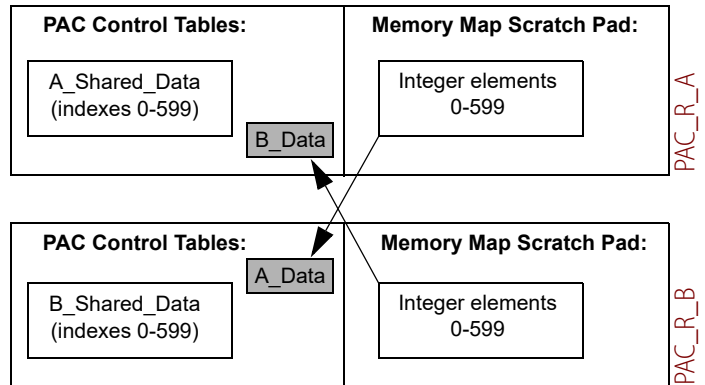 PAC Control Tables:
Memory Map Scratch Pad:
A_Shared_Data
(indexes 0-599)
B_Data
Integer elements
0-599
PAC_R_A
PAC Control Tables:
Memory Map Scratch Pad:
A_Data
B_Shared_Data
(indexes 0-599)
Integer elements
0-599
PAC_R_B